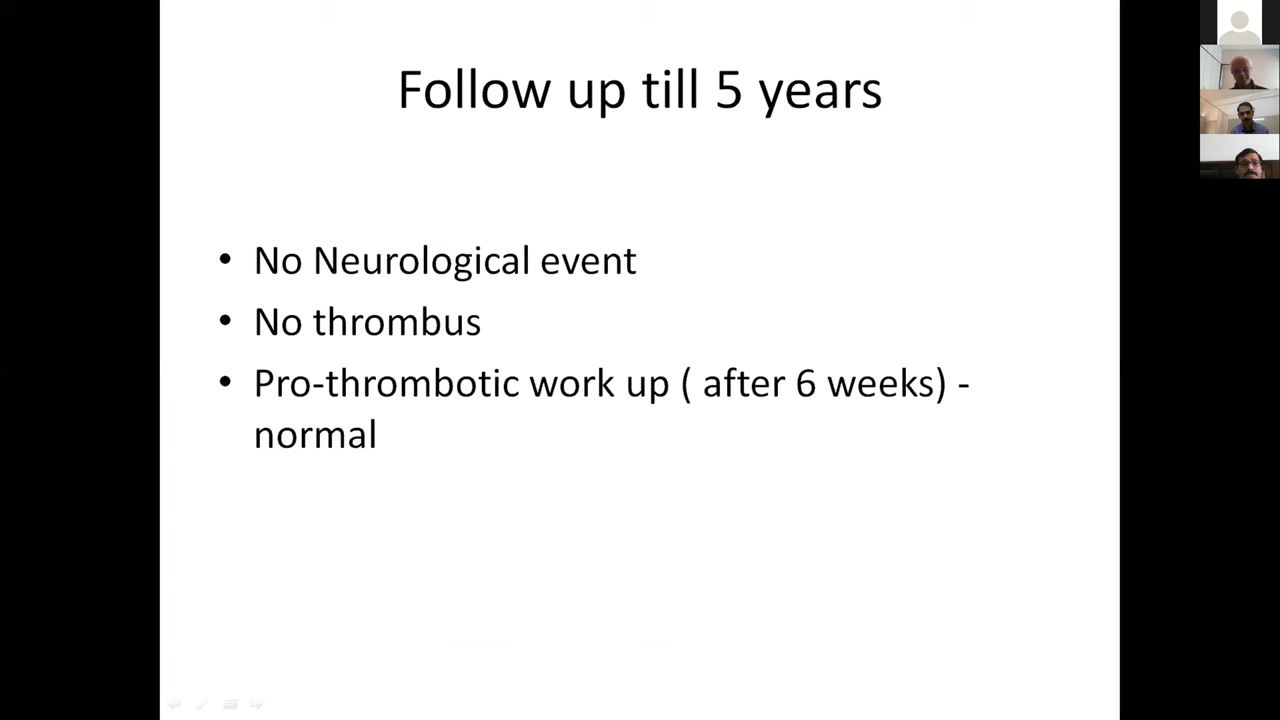 Follow up till 5 years
• No Neurological event
• No thrombus
• Pro-thrombotic work up ( after 6 weeks) -
normal